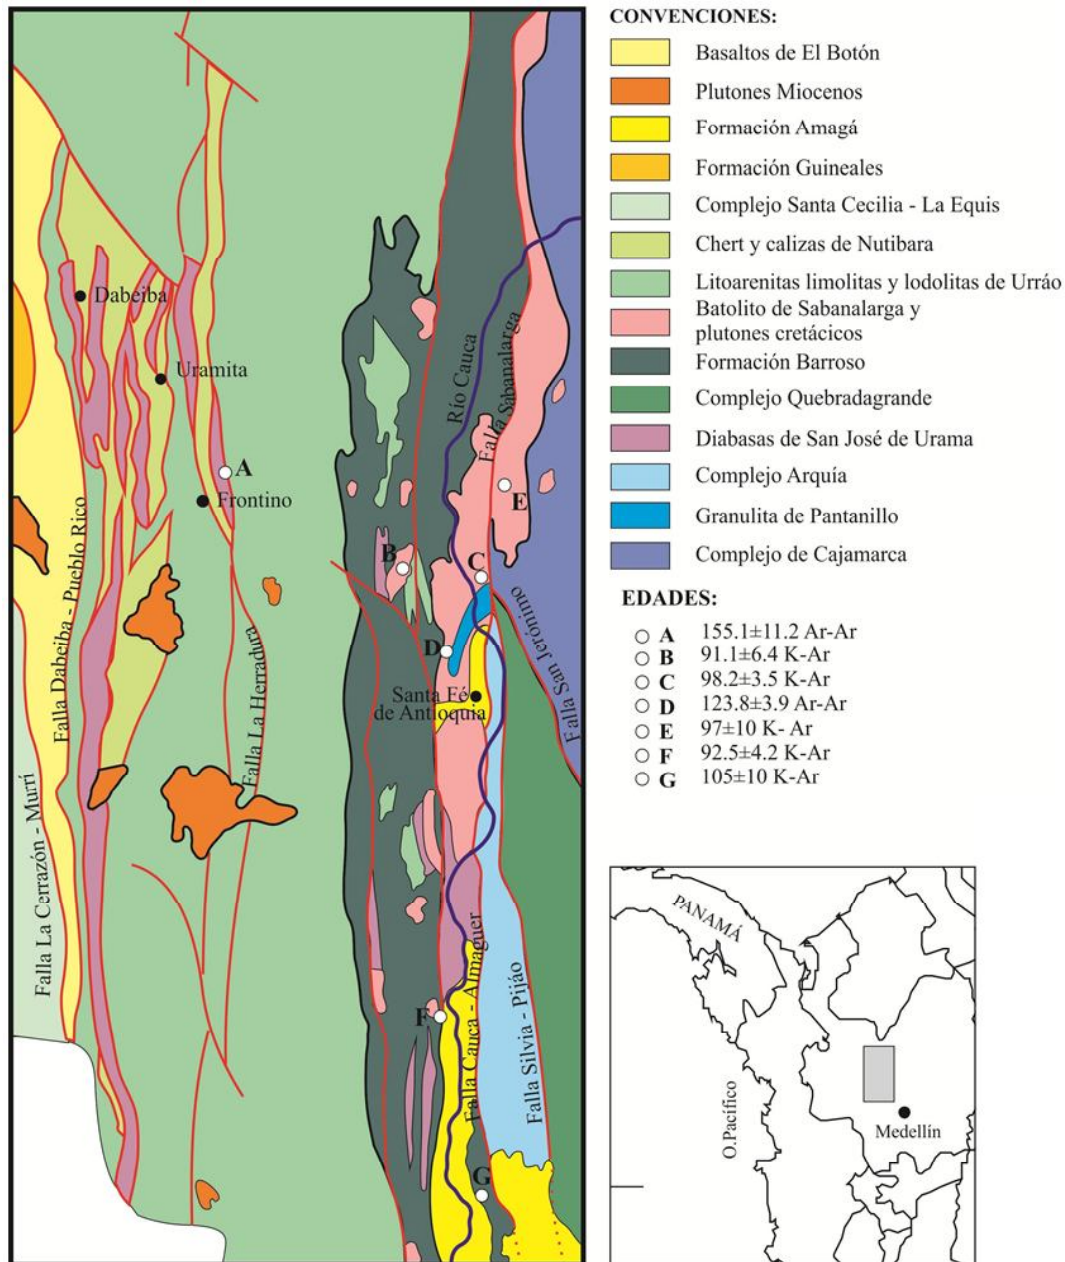 Dabeiba
Uramita
A
Frontino
B
C
D
E
F
G
Santa Fé
de Antioquia
Río Cauca
Falla Sabanalarga
Falla San Jerónimo
Falla Dabeiba - Pueblo Rico
Falla La Herradura
Falla La Cerrazón - Murrí
Falla Cauca - Almaguer
Falla Silvia - Pijáo
CONVENCIONES:
Basaltos de El Botón
Plutones Miocenos
Formación Amagá
Formación Guineales
Complejo Santa Cecilia - La Equis
Chert y calizas de Nutibara
Litoarenitas limolitas y lodolitas de Urráo
Batolito de Sabanalarga y
plutones cretácicos
Formación Barroso
Complejo Quebradagrande
Diabasas de San José de Urama
Complejo Arquía
Granulita de Pantanillo
Complejo de Cajamarca
EDADES:
A 155.1±11.2 Ar-Ar
B 91.1±6.4 K-Ar
C 98.2±3.5 K-Ar
D 123.8±3.9 Ar-Ar
E 97±10 K- Ar
F 92.5±4.2 K-Ar
G 105±10 K-Ar
PANAMÁ
O.Pacífico
Medellín